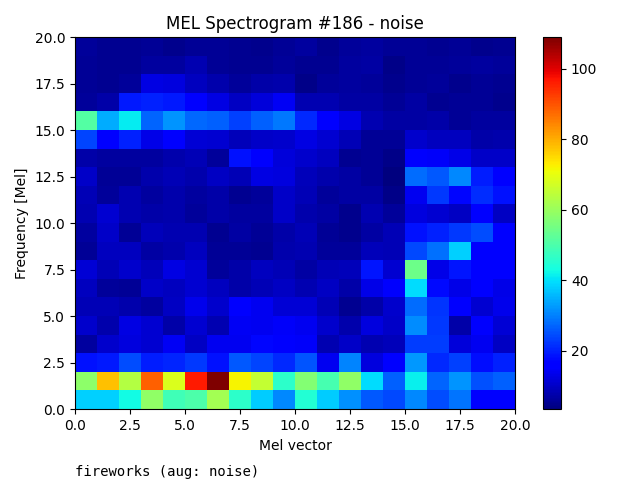 MEL Spectrogram #186 - noise
20.0
17.5
15.0
12.5
10.0
7.5
5.0
2.5
0.0
Frequency [Mel]
0.0 2.5 5.0 7.5 10.0 12.5 15.0 17.5 20.0
Mel vector
100
80
60
40
20
fireworks (aug: noise)